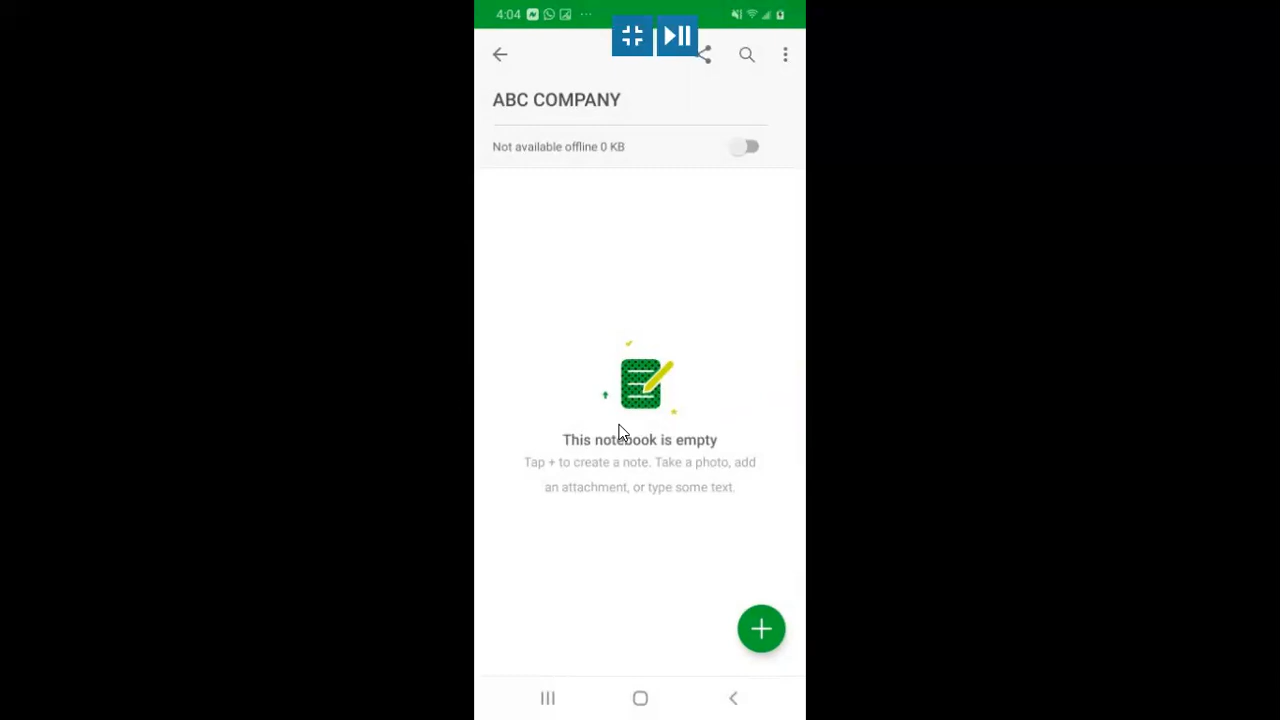 4:04
ABC COMPANY
Not available offline 0 KB
This notebook is empty
Tap + to create a note. Take a photo, add
an attachment, or type some text.